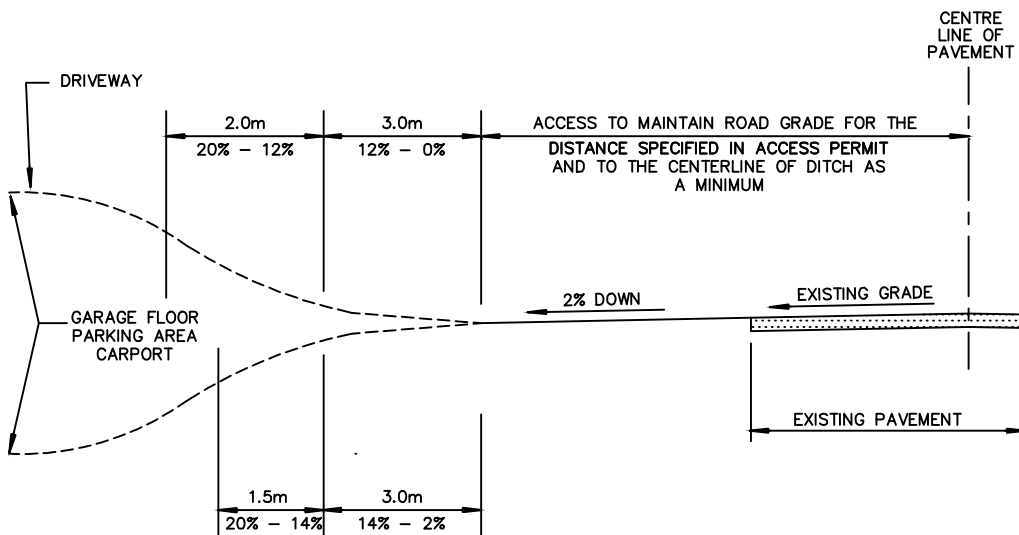 CENTRE
LINE OF
PAVEMENT
DRIVEWAY
2.0m
20% – 12%
3.0m
12% – 0%
ACCESS TO MAINTAIN ROAD GRADE FOR THE
DISTANCE SPECIFIED IN ACCESS PERMIT
AND TO THE CENTERLINE OF DITCH AS
A MINIMUM
2% DOWN
EXISTING GRADE
GARAGE FLOOR
PARKING AREA
CARPORT
EXISTING PAVEMENT
1.5m
20% – 14%
3.0m
14% – 2%